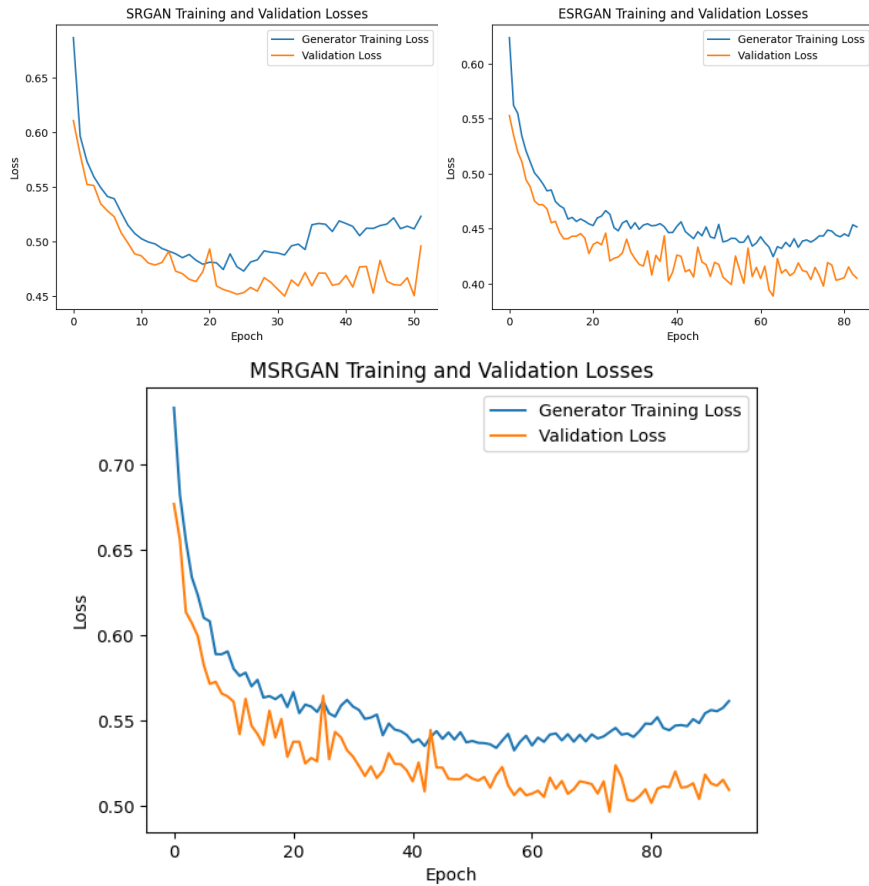 SRGAN Training and Validation Losses
Generator Training Loss
Validation Loss
0.65
0.60
0.55
0.50
0.45
Loss
0
10
20
30
40
50
Epoch
ESRGAN Training and Validation Losses
Generator Training Loss
Validation Loss
0.60
0.55
0.50
0.45
0.40
Loss
0
20
40
60
80
Epoch
MSRGAN Training and Validation Losses
Generator Training Loss
Validation Loss
0.70
0.65
0.60
0.55
0.50
Loss
0
20
40
60
80
Epoch